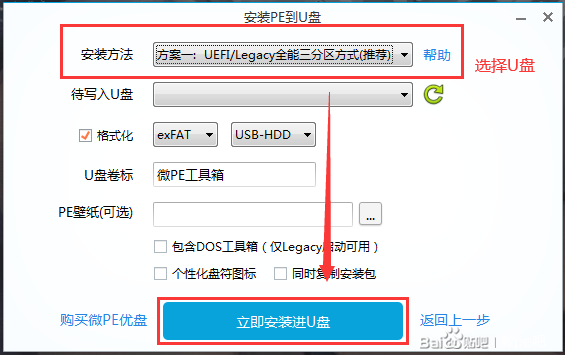 安装PE到U盘
安装方法 方案一：UEFI/Legacy全能三分区方式(推荐) 帮助
选择U盘
待写入U盘
格式化 exFAT USB-HDD
U盘卷标 微PE工具箱
PE壁纸(可选) ...
包含DOS工具箱（仅Legacy启动可用）
个性化盘符图标 同时复制安装包
购买微PE优盘 立即安装进U盘 返回上一步
Bai贴吧